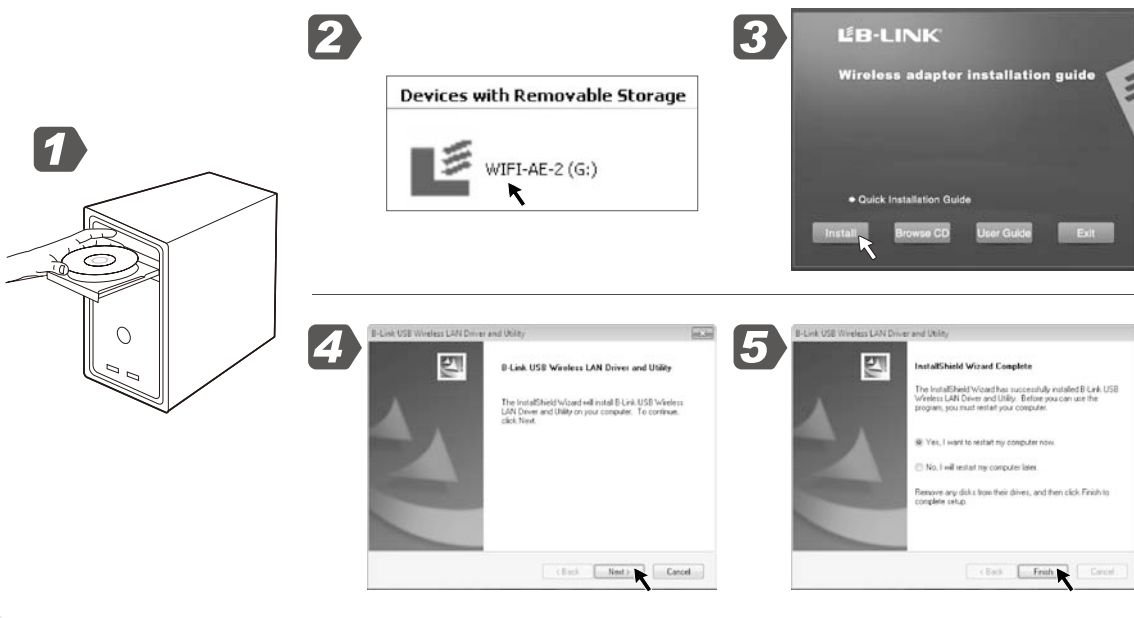 1
2
Devices with Removable Storage
WIFI-AE-2 (G:)
3
LB-LINK
Wireless adapter installation guide
Quick Installation Guide
Install
Browse CD
User Guide
Exit
4
B-Link USB Wireless LAN Driver and Utility
B-Link USB Wireless LAN Driver and Utility
The InstallShield Wizard will install B-Link USB Wireless
LAN Driver and Utility on your computer. To continue,
click Next.
< Back
Next >
Cancel
5
B-Link USB Wireless LAN Driver and Utility
InstallShield Wizard Complete
The InstallShield Wizard has successfully installed B-Link USB
Wireless LAN Driver and Utility. Before you can use the
program, you must restart your computer.
Yes, I want to restart my computer now.
No, I will restart my computer later.
Remove any disks from their drives, and then click Finish to
complete setup.
< Back
Finish
Cancel